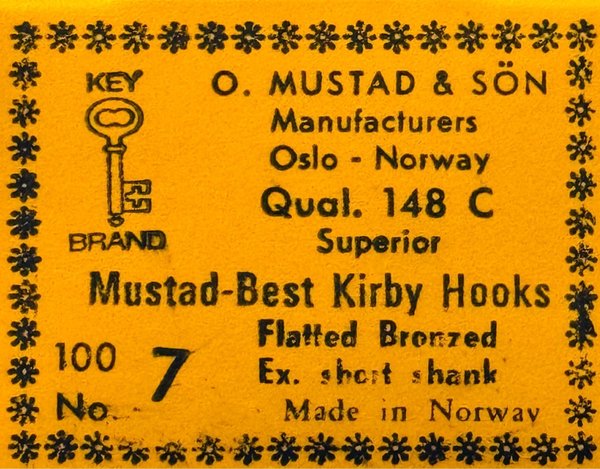 KEY
BRAND
O. MUSTAD & SÖN
Manufacturers
Oslo - Norway
Qual. 148 C
Superior
Mustad-Best Kirby Hooks
Flatted Bronzed
Ex. short shank
100
No 7
Made in Norway